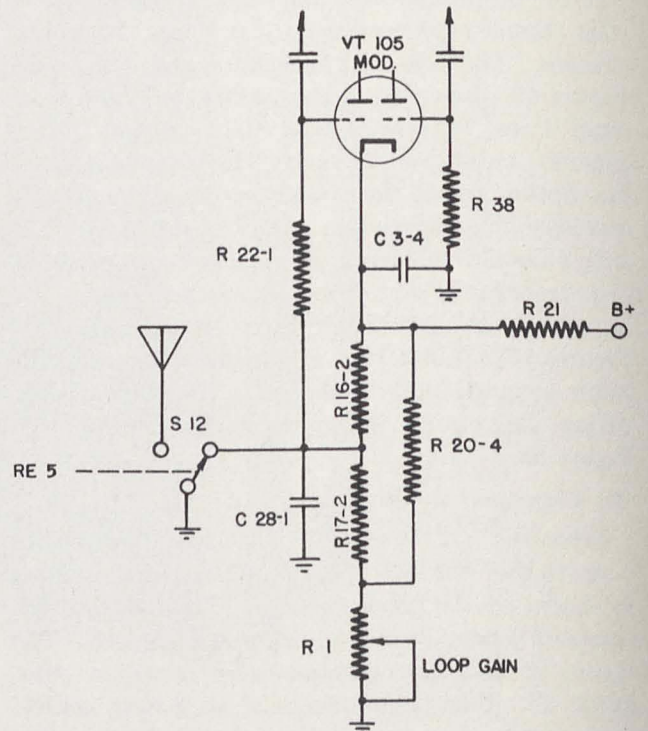 VT 105
MOD.
R 38
R 22-1
C 3-4
R 21
B+
R16-2
S 12
R 20-4
RE 5
C 28-1
R17-2
R 1
LOOP GAIN